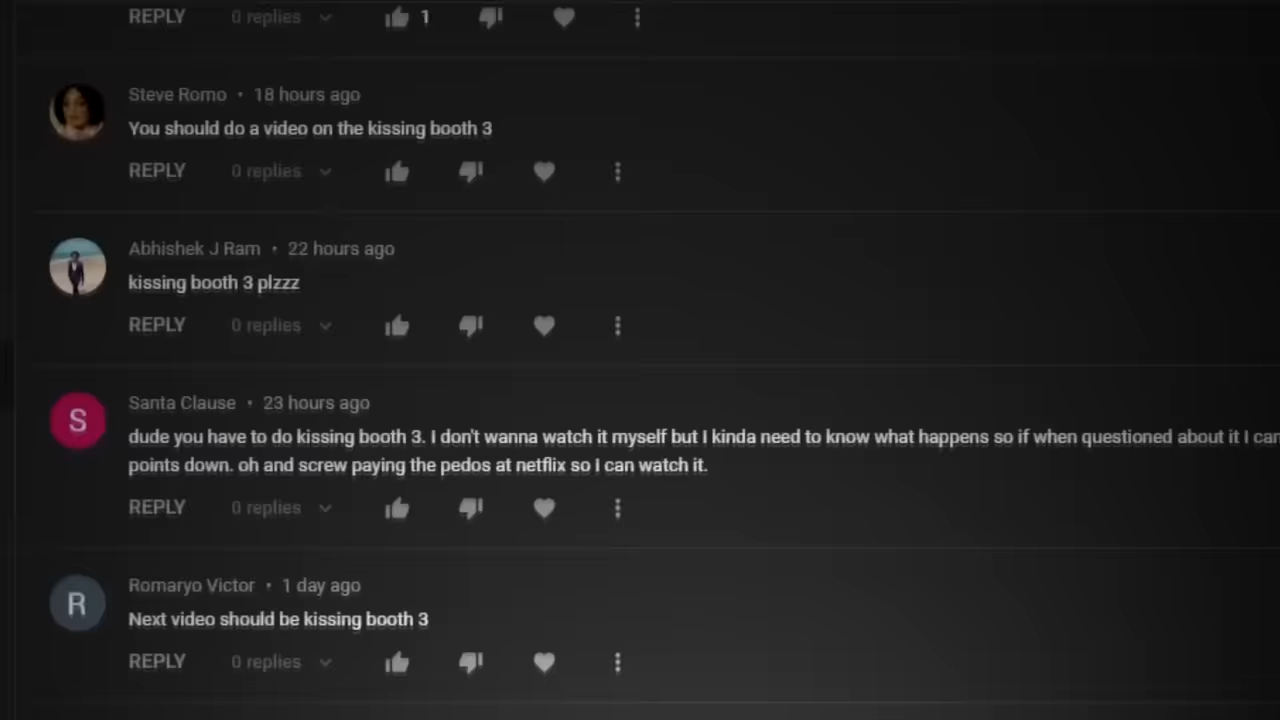 REPLY 0 replies 1
Steve Romo • 18 hours ago
You should do a video on the kissing booth 3
REPLY 0 replies
Abhishek J Ram • 22 hours ago
kissing booth 3 plzzz
REPLY 0 replies
S
Santa Clause • 23 hours ago
dude you have to do kissing booth 3. I don't wanna watch it myself but I kinda need to know what happens so if when questioned about it I can
points down. oh and screw paying the pedos at netflix so I can watch it.
REPLY 0 replies
R
Romaryo Victor • 1 day ago
Next video should be kissing booth 3
REPLY 0 replies